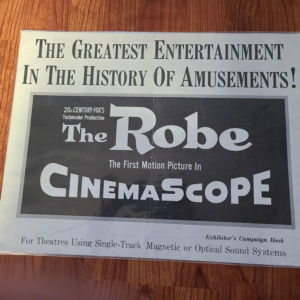 THE GREATEST ENTERTAINMENT
IN THE HISTORY OF AMUSEMENTS!
20th CENTURY-FOX'S
Technicolor Production
The Robe
The First Motion Picture In
CINEMASCOPE
Exhibitor's Campaign Book
For Theatres Using Single-Track Magnetic or Optical Sound Systems